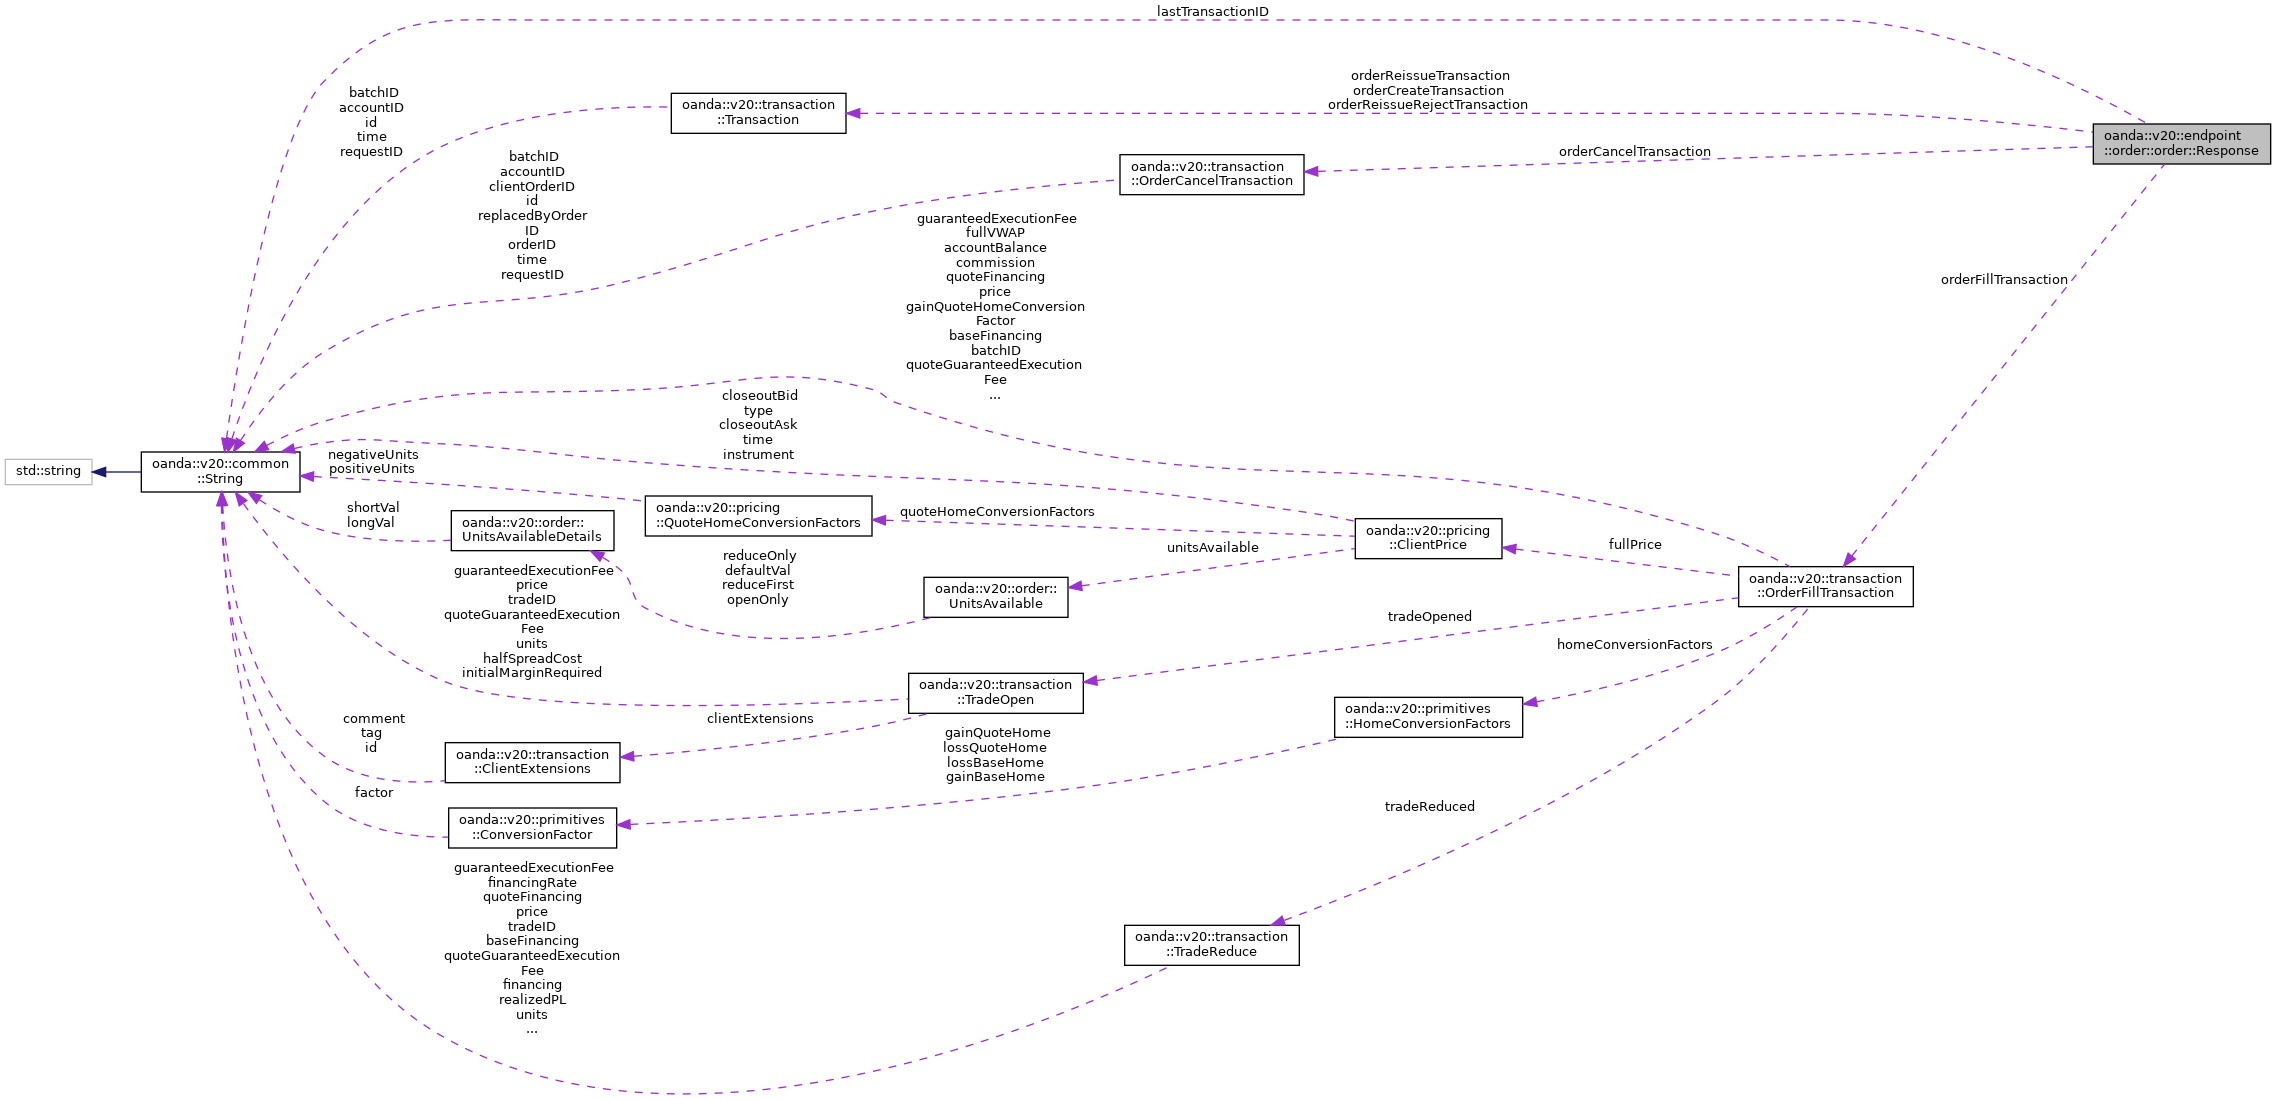 lastTransactionID
orderReissueTransaction
orderCreateTransaction
orderReissueRejectTransaction
batchID
accountID
id
time
requestID
oanda::v20::transaction
::Transaction
oanda::v20::endpoint
::order::order::Response
orderCancelTransaction
oanda::v20::transaction
::OrderCancelTransaction
batchID
accountID
clientOrderID
id
replacedByOrder
ID
orderID
time
requestID
guaranteedExecutionFee
fullVWAP
accountBalance
commission
quoteFinancing
price
gainQuoteHomeConversion
Factor
baseFinancing
batchID
quoteGuaranteedExecution
Fee
...
orderFillTransaction
closeoutBid
type
closeoutAsk
time
instrument
std::string
oanda::v20::common
::String
negativeUnits
positiveUnits
oanda::v20::pricing
::QuoteHomeConversionFactors
quoteHomeConversionFactors
oanda::v20::pricing
::ClientPrice
shortVal
longVal
oanda::v20::order::
UnitsAvailableDetails
reduceOnly
defaultVal
reduceFirst
openOnly
unitsAvailable
oanda::v20::order::
UnitsAvailable
fullPrice
oanda::v20::transaction
::OrderFillTransaction
guaranteedExecutionFee
price
tradeID
quoteGuaranteedExecution
Fee
units
halfSpreadCost
initialMarginRequired
tradeOpened
homeConversionFactors
oanda::v20::transaction
::TradeOpen
oanda::v20::primitives
::HomeConversionFactors
comment
tag
id
clientExtensions
oanda::v20::transaction
::ClientExtensions
gainQuoteHome
lossQuoteHome
lossBaseHome
gainBaseHome
factor
oanda::v20::primitives
::ConversionFactor
tradeReduced
guaranteedExecutionFee
financingRate
quoteFinancing
price
tradeID
baseFinancing
quoteGuaranteedExecution
Fee
financing
realizedPL
units
...
oanda::v20::transaction
::TradeReduce